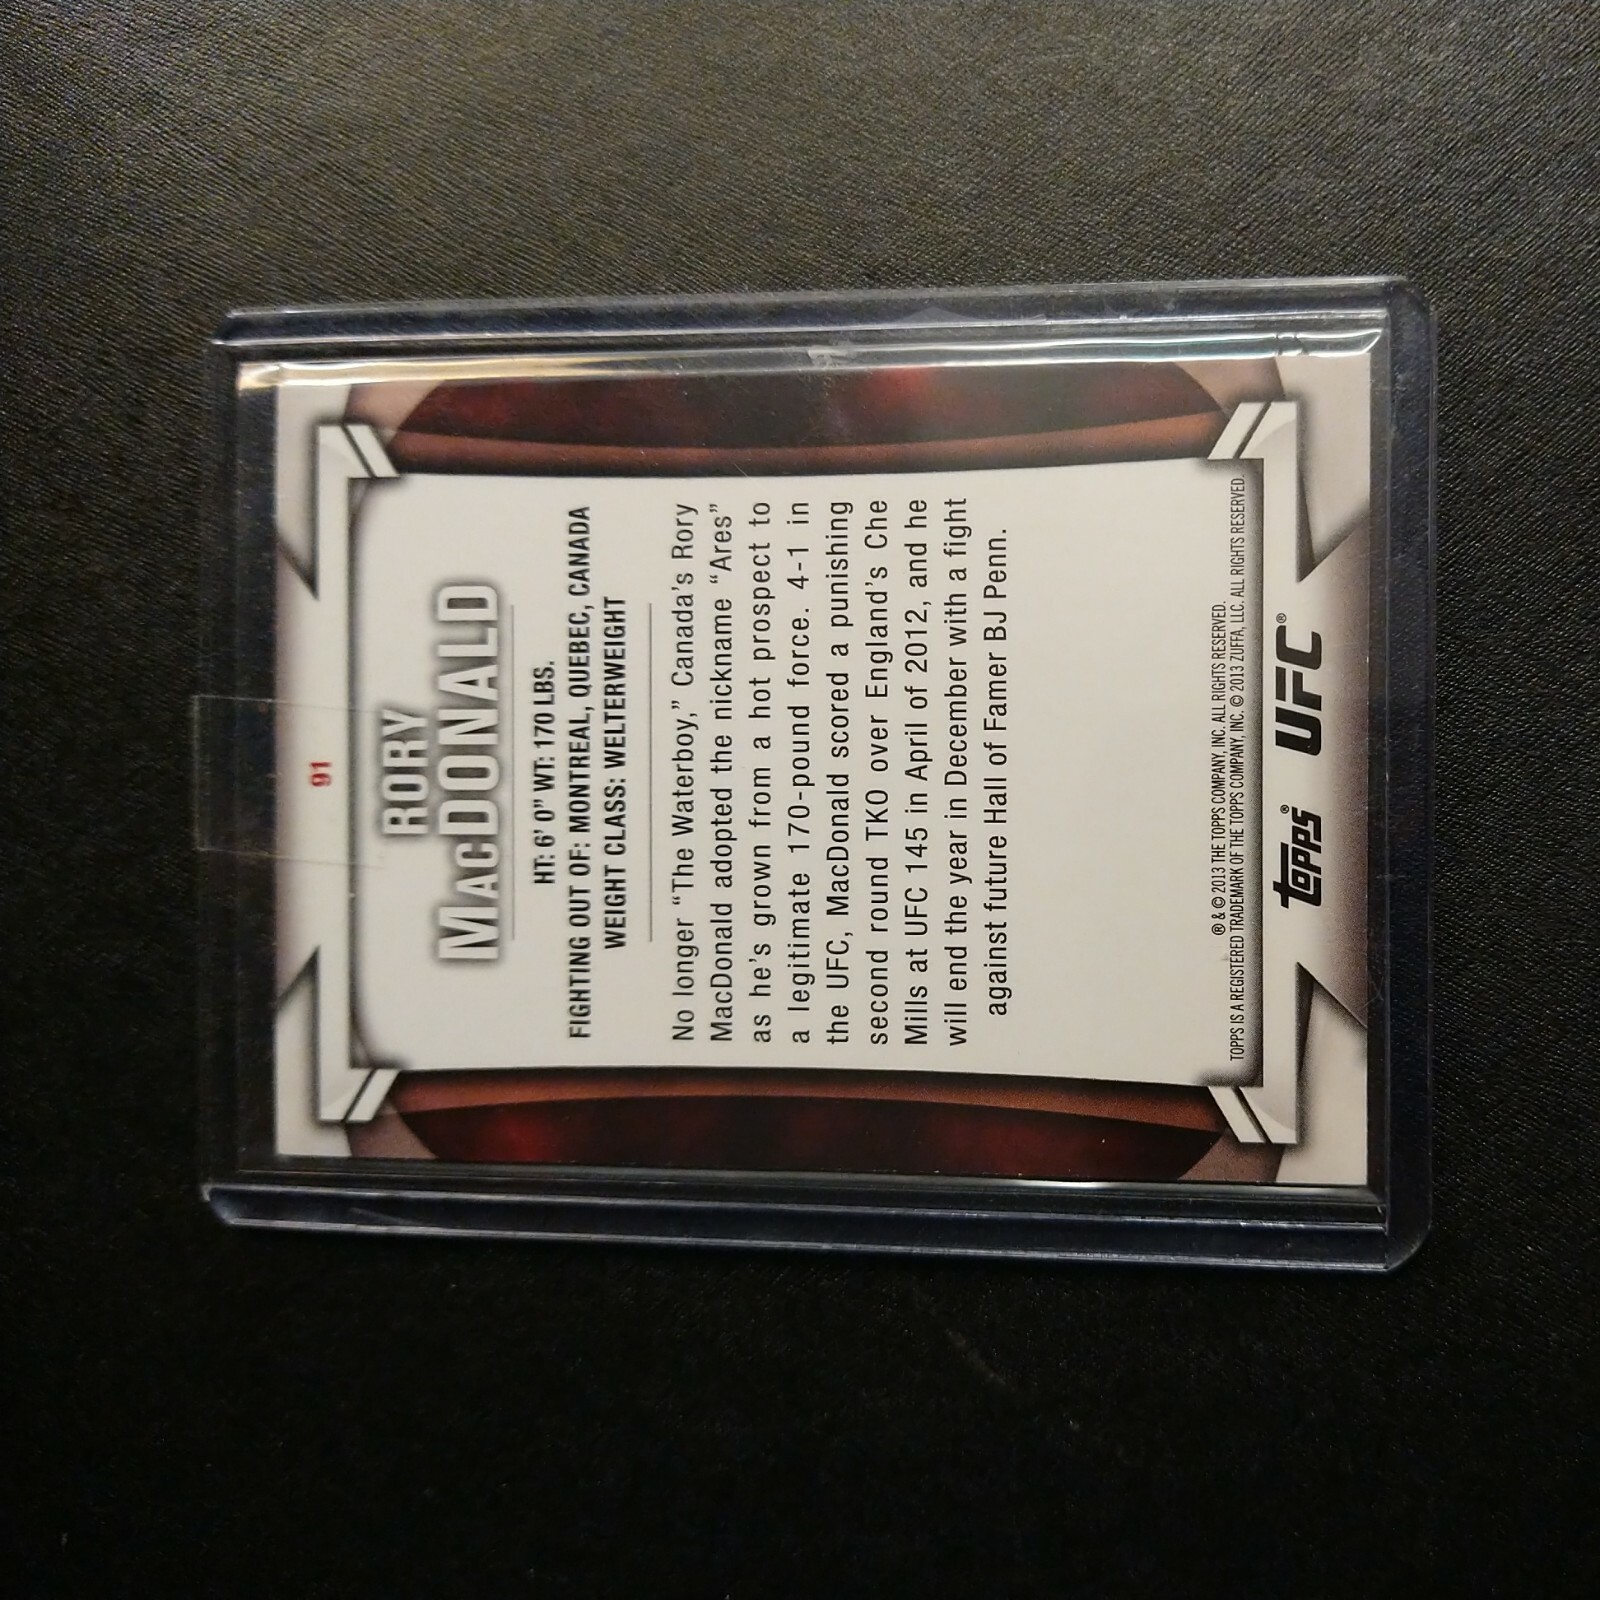 91
RORY
MACDONALD
HT: 6' 0" WT: 170 LBS.
FIGHTING OUT OF: MONTREAL, QUEBEC, CANADA
WEIGHT CLASS: WELTERWEIGHT
No longer “The Waterboy,” Canada's Rory
MacDonald adopted the nickname “Ares”
as he's grown from a hot prospect to
a legitimate 170-pound force. 4-1 in
the UFC, MacDonald scored a punishing
second round TKO over England's Che
Mills at UFC 145 in April of 2012, and he
will end the year in December with a fight
against future Hall of Famer BJ Penn.
® & © 2013 THE TOPPS COMPANY, INC. ALL RIGHTS RESERVED.
TOPPS IS A REGISTERED TRADEMARK OF THE TOPPS COMPANY, INC. © 2013 ZUFFA, LLC. ALL RIGHTS RESERVED.
topps® UFC®